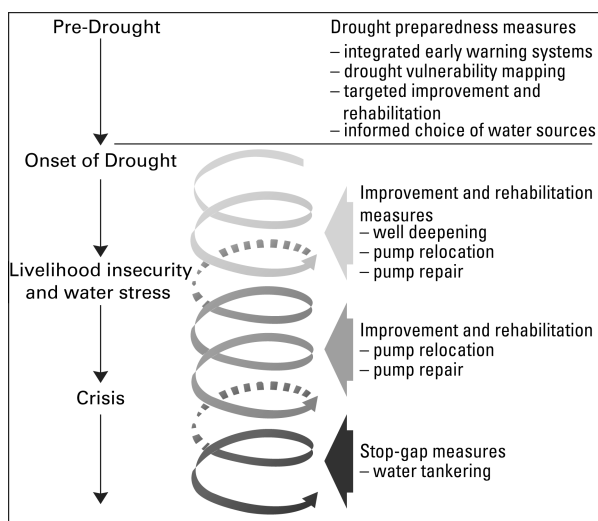 Pre-Drought
Drought preparedness measures
– integrated early warning systems
– drought vulnerability mapping
– targeted improvement and
rehabilitation
– informed choice of water sources
Onset of Drought
Improvement and rehabilitation
measures
– well deepening
– pump relocation
– pump repair
Livelihood insecurity
and water stress
Improvement and rehabilitation
– pump relocation
– pump repair
Crisis
Stop-gap measures
– water tankering